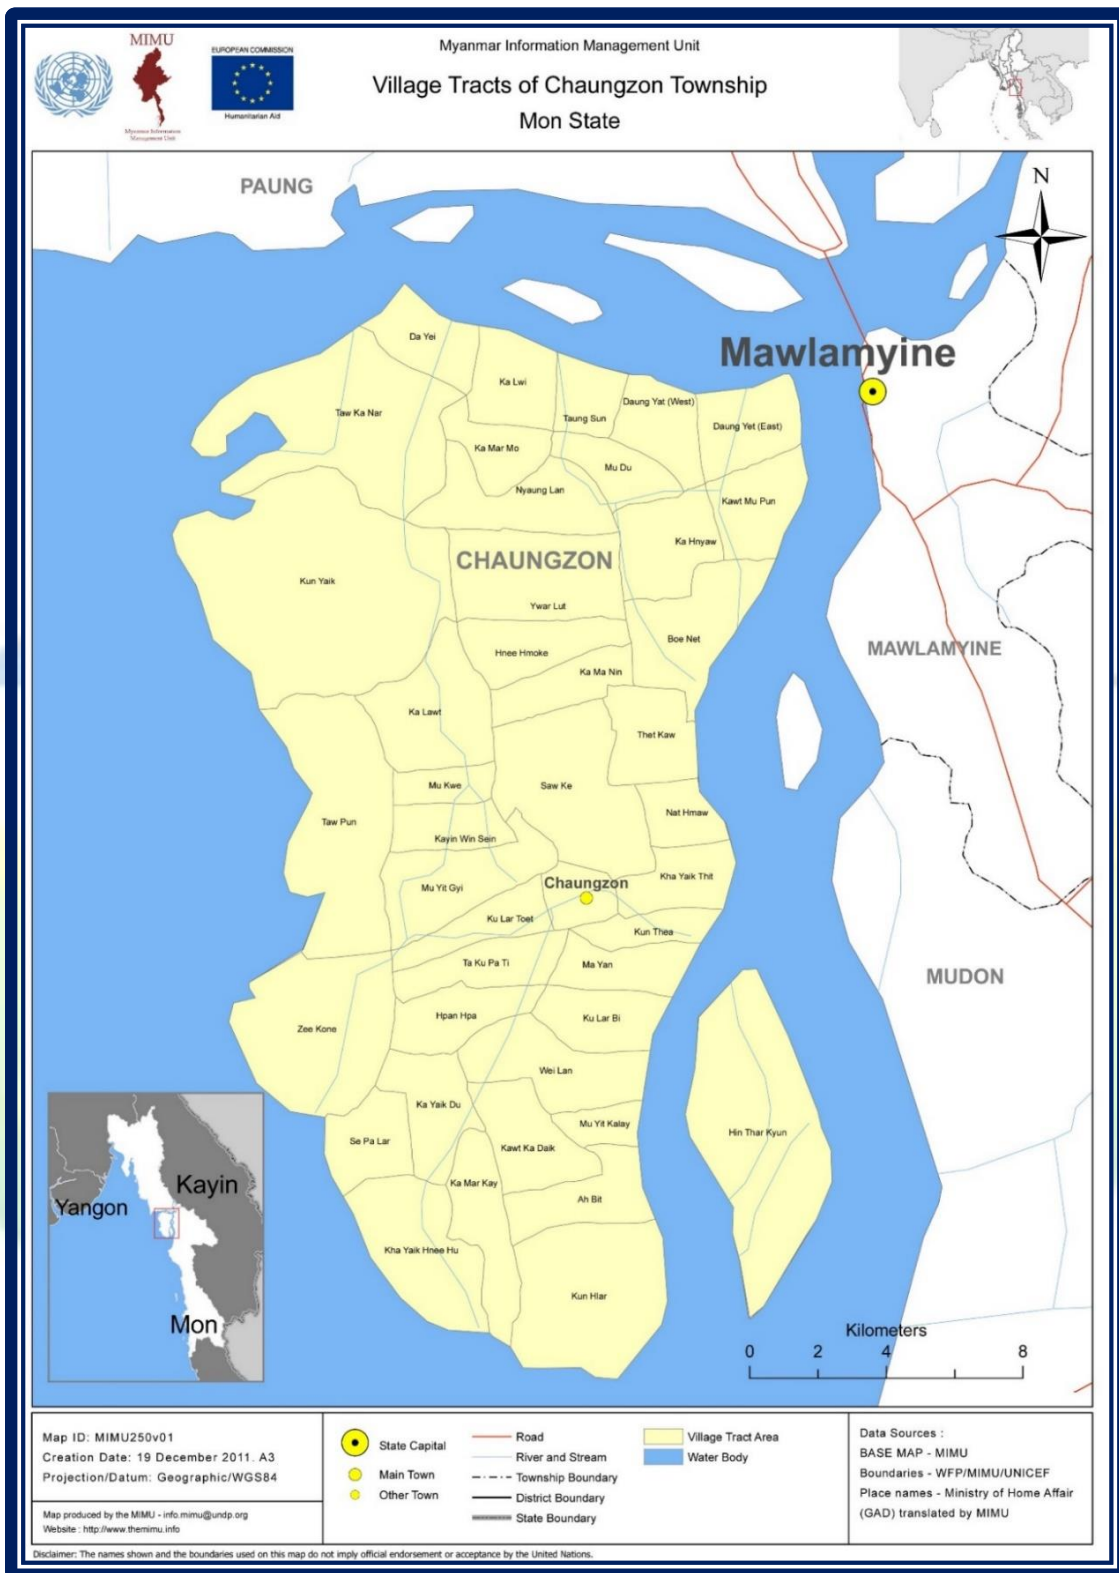 MIMU
Myanmar Information
Management Unit
EUROPEAN COMMISSION
Humanitarian Aid
Myanmar Information Management Unit
Village Tracts of Chaungzon Township
Mon State
PAUNG
N
Mawlamyine
Da Yei
Ka Lwi
Taw Ka Nar
Taung Sun
Daung Yat (West)
Daung Yet (East)
Ka Mar Mo
Mu Du
Nyaung Lan
Kawt Mu Pun
Ka Hnyaw
CHAUNGZON
Kun Yaik
Ywar Lut
Boe Net
MAWLAMYINE
Hnee Hmoke
Ka Ma Nin
Ka Lawt
Thet Kaw
Mu Kwe
Saw Ke
Taw Pun
Nat Hmaw
Kayin Win Sein
Kha Yaik Thit
Mu Yit Gyi
Chaungzon
Ku Lar Toet
Kun Thea
Ta Ku Pa Ti
Ma Yan
MUDON
Zee Kone
Hpan Hpa
Ku Lar Bi
Wei Lan
Ka Yaik Du
Mu Yit Kalay
Se Pa Lar
Kawt Ka Daik
Hin Thar Kyun
Ka Mar Kay
Ah Bit
Kha Yaik Hnee Hu
Kun Hlar
Yangon
Kayin
Mon
Kilometers
0 2 4 8
Map ID: MIMU250v01
Creation Date: 19 December 2011. A3
Projection/Datum: Geographic/WGS84
Map produced by the MIMU - info.mimu@undp.org
Website : http://www.themimu.info
State Capital
Main Town
Other Town
Road
River and Stream
Township Boundary
District Boundary
State Boundary
Village Tract Area
Water Body
Data Sources :
BASE MAP - MIMU
Boundaries - WFP/MIMU/UNICEF
Place names - Ministry of Home Affair
(GAD) translated by MIMU
Disclaimer: The names shown and the boundaries used on this map do not imply official endorsement or acceptance by the United Nations.